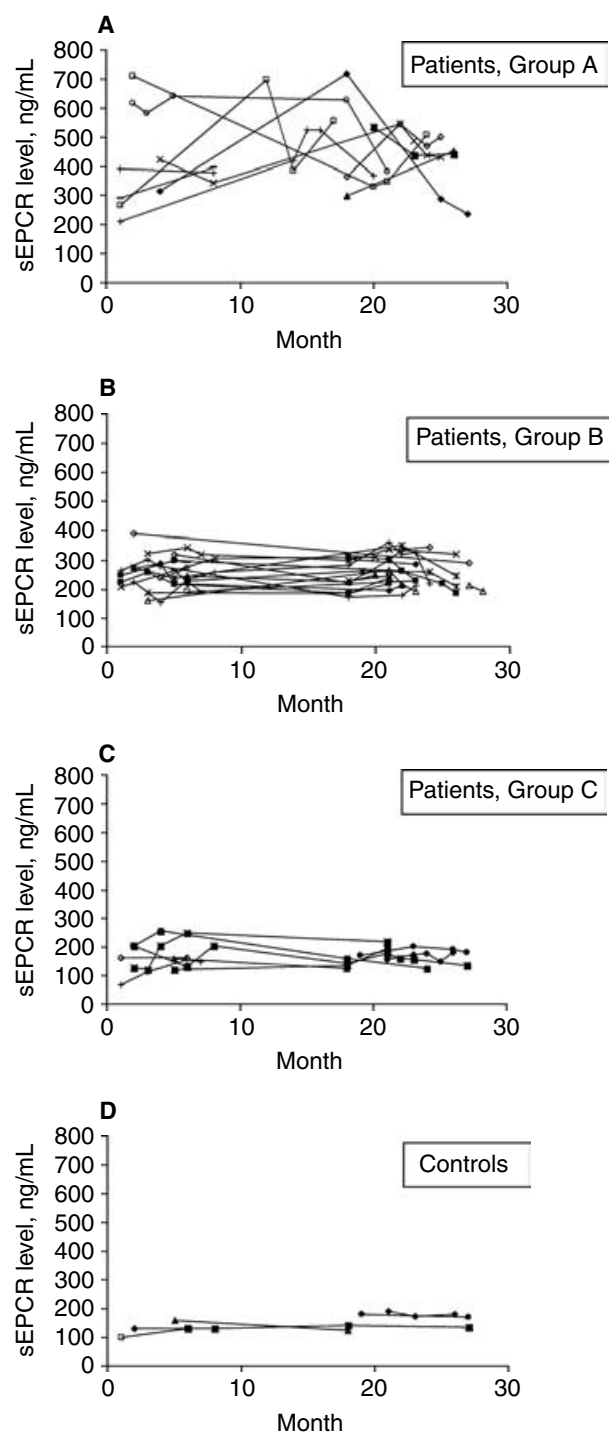 A
Patients, Group A
sEPCR level, ng/mL
800
700
600
500
400
300
200
100
0
0 10 20 30
Month
B
Patients, Group B
sEPCR level, ng/mL
800
700
600
500
400
300
200
100
0
0 10 20 30
Month
C
Patients, Group C
sEPCR level, ng/mL
800
700
600
500
400
300
200
100
0
0 10 20 30
Month
D
Controls
sEPCR level, ng/mL
800
700
600
500
400
300
200
100
0
0 10 20 30
Month